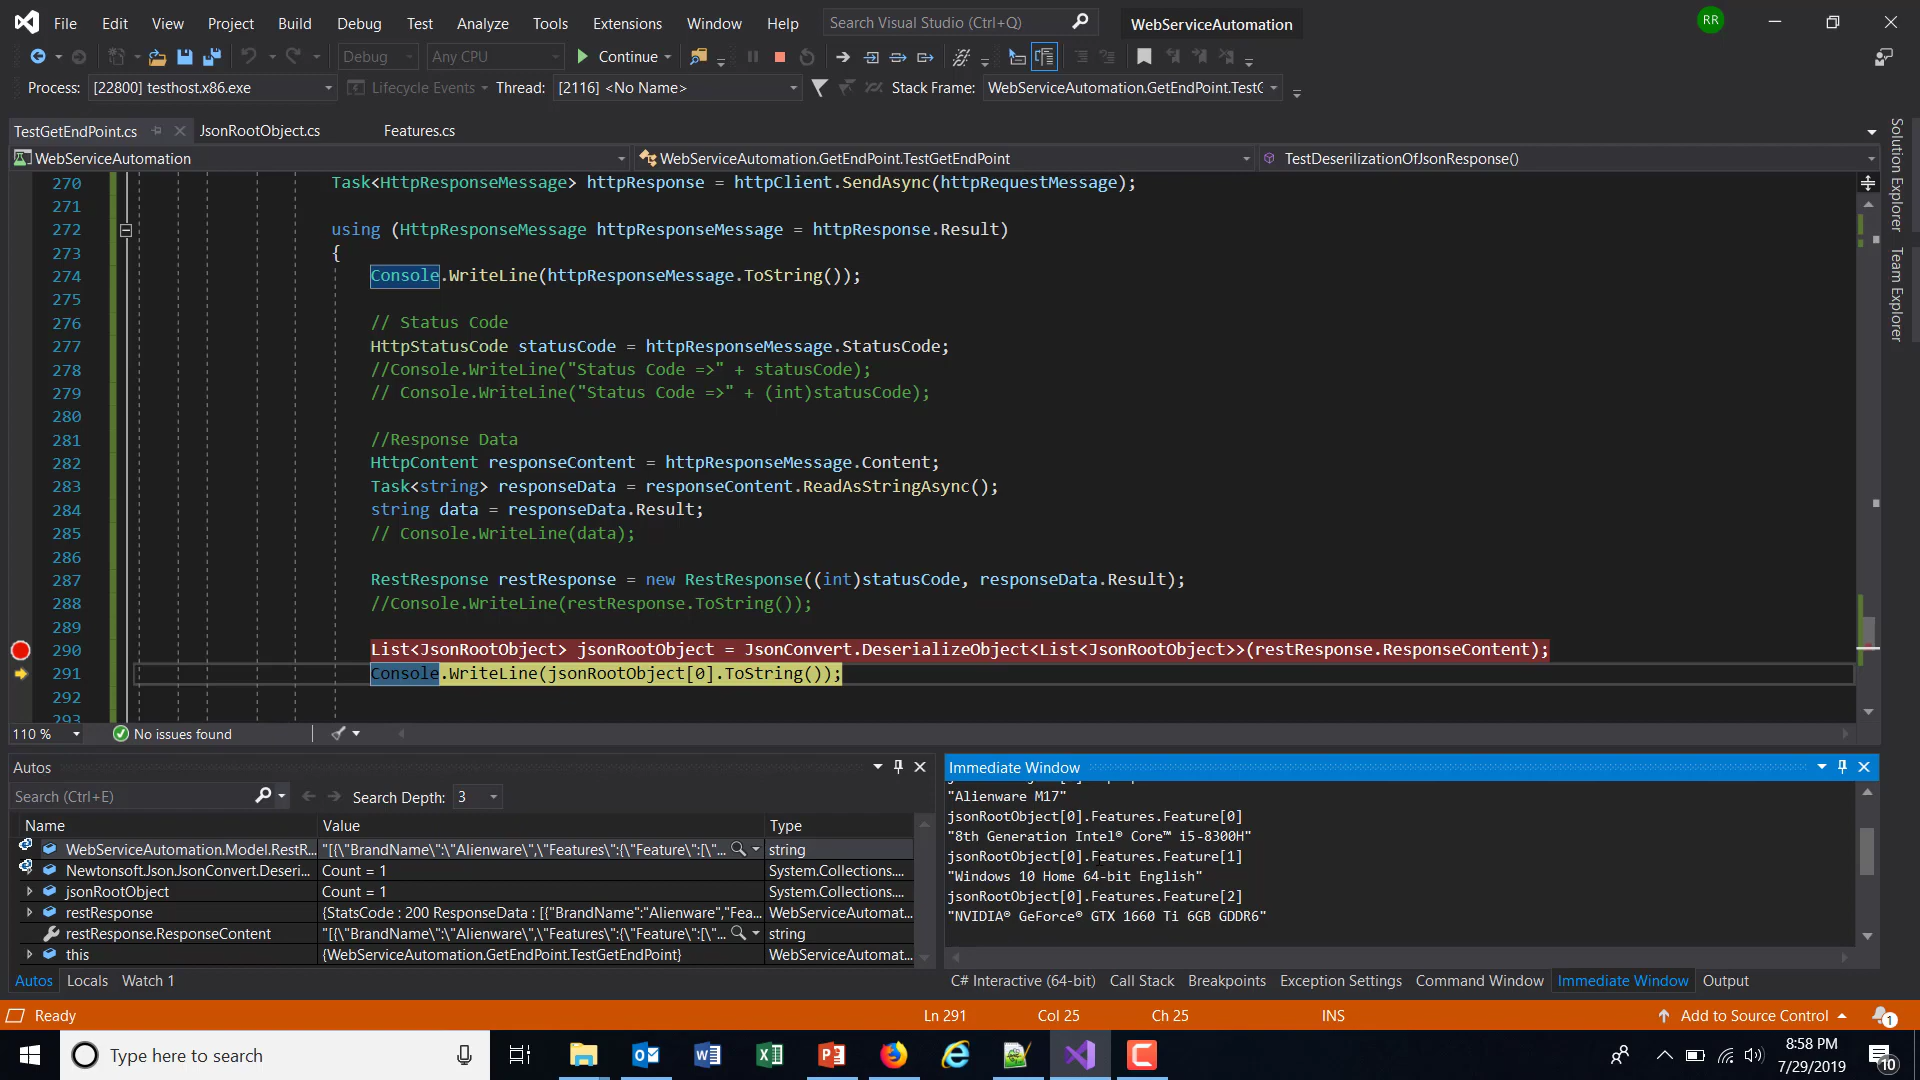 File Edit View Project Build Debug Test Analyze Tools Extensions Window Help Search Visual Studio (Ctrl+Q) WebServiceAutomation RR
Debug Any CPU Continue
Process: [22800] testhost.x86.exe Lifecycle Events Thread: [2116] <No Name> Stack Frame: WebServiceAutomation.GetEndPoint.TestG
TestGetEndPoint.cs JsonRootObject.cs Features.cs
WebServiceAutomation WebServiceAutomation.GetEndPoint.TestGetEndPoint TestDeserilizationOfJsonResponse()
Solution Explorer
Team Explorer
270 Task<HttpResponseMessage> httpResponse = httpClient.SendAsync(httpRequestMessage);
271
272 using (HttpResponseMessage httpResponseMessage = httpResponse.Result)
273 {
274 Console.WriteLine(httpResponseMessage.ToString());
275
276 // Status Code
277 HttpStatusCode statusCode = httpResponseMessage.StatusCode;
278 //Console.WriteLine("Status Code =>" + statusCode);
279 // Console.WriteLine("Status Code =>" + (int)statusCode);
280
281 //Response Data
282 HttpContent responseContent = httpResponseMessage.Content;
283 Task<string> responseData = responseContent.ReadAsStringAsync();
284 string data = responseData.Result;
285 // Console.WriteLine(data);
286
287 RestResponse restResponse = new RestResponse((int)statusCode, responseData.Result);
288 //Console.WriteLine(restResponse.ToString());
289
290 List<JsonRootObject> jsonRootObject = JsonConvert.DeserializeObject<List<JsonRootObject>>(restResponse.ResponseContent);
291 Console.WriteLine(jsonRootObject[0].ToString());
292
293
110 % No issues found
Autos
Search (Ctrl+E) Search Depth: 3
Name Value Type
WebServiceAutomation.Model.RestR... "[{\"BrandName\":\"Alienware\",\"Features\":{\"Feature\":[\"... string
Newtonsoft.Json.JsonConvert.Deseri... Count = 1 System.Collections....
jsonRootObject Count = 1 System.Collections....
restResponse {StatsCode : 200 ResponseData : [{"BrandName":"Alienware","Fea... WebServiceAutomat...
restResponse.ResponseContent "[{\"BrandName\":\"Alienware\",\"Features\":{\"Feature\":[\"... string
this {WebServiceAutomation.GetEndPoint.TestGetEndPoint} WebServiceAutomat...
Autos Locals Watch 1
Immediate Window
"Alienware M17"
jsonRootObject[0].Features.Feature[0]
"8th Generation Intel® Core™ i5-8300H"
jsonRootObject[0].Features.Feature[1]
"Windows 10 Home 64-bit English"
jsonRootObject[0].Features.Feature[2]
"NVIDIA® GeForce® GTX 1660 Ti 6GB GDDR6"
C# Interactive (64-bit) Call Stack Breakpoints Exception Settings Command Window Immediate Window Output
Ready Ln 291 Col 25 Ch 25 INS Add to Source Control 1
Type here to search 8:58 PM
7/29/2019 10